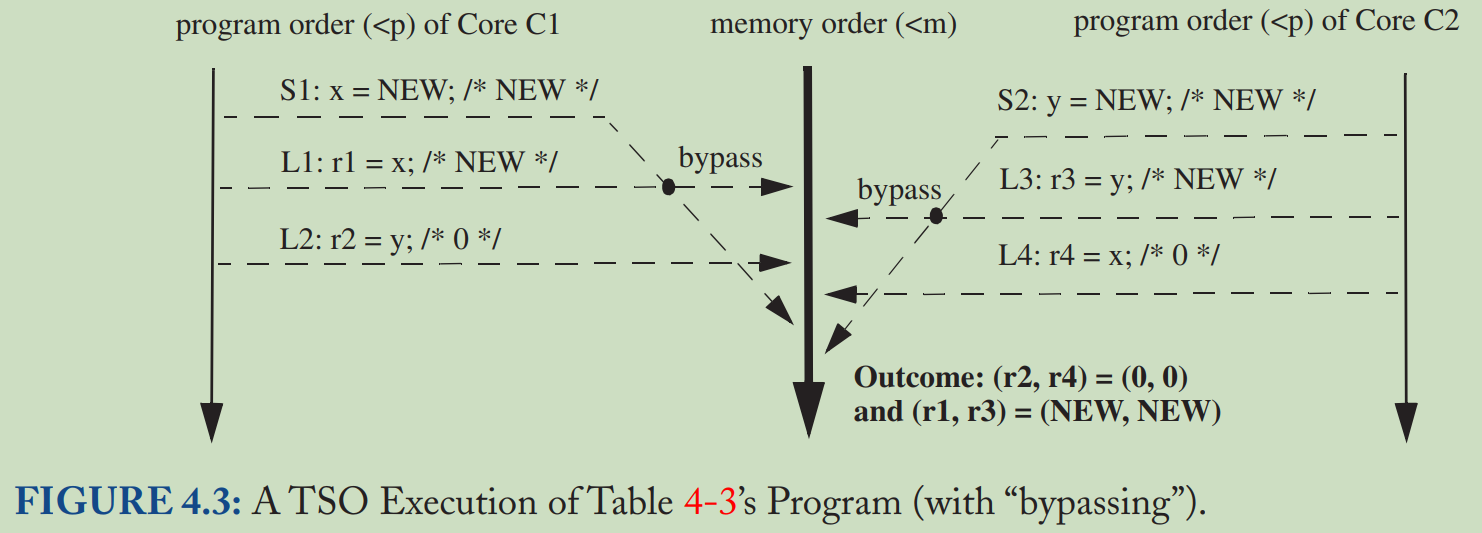 program order (<p) of Core C1
memory order (<m)
program order (<p) of Core C2
S1: x = NEW; /* NEW */
L1: r1 = x; /* NEW */
L2: r2 = y; /* 0 */
bypass
bypass
S2: y = NEW; /* NEW */
L3: r3 = y; /* NEW */
L4: r4 = x; /* 0 */
Outcome: (r2, r4) = (0, 0)
and (r1, r3) = (NEW, NEW)
FIGURE 4.3: A TSO Execution of Table 4-3’s Program (with “bypassing”).